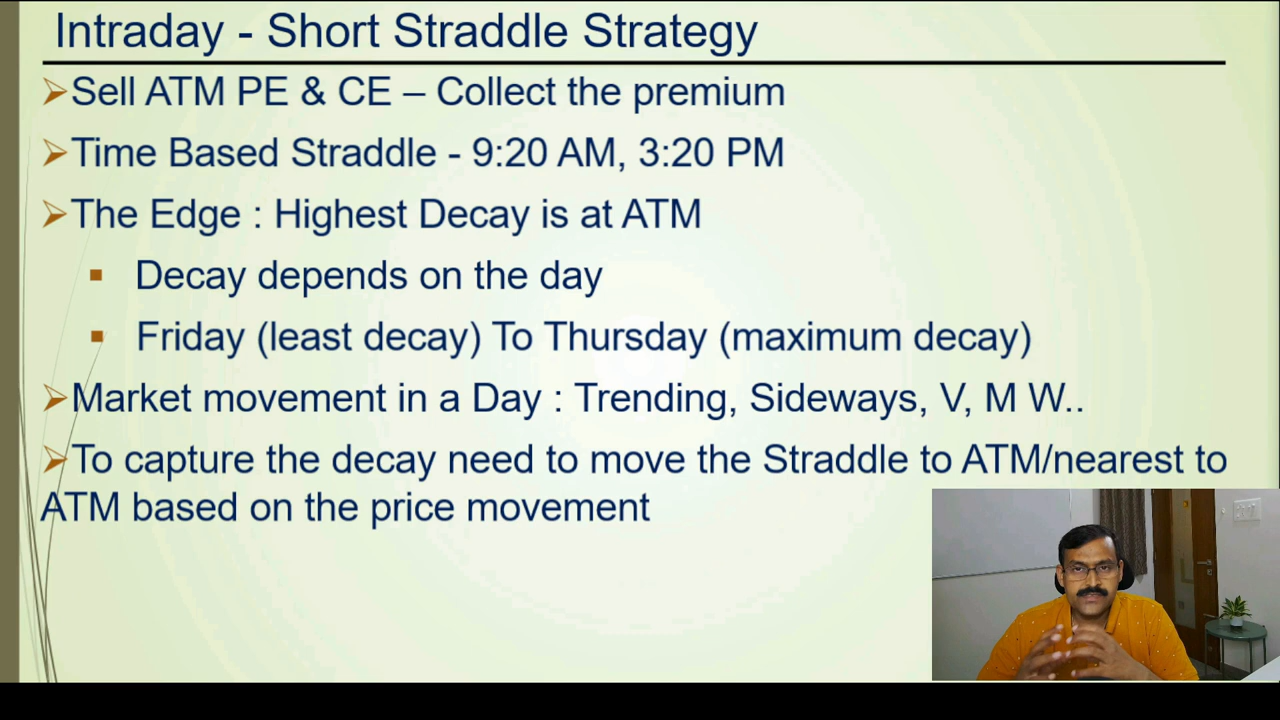 Intraday - Short Straddle Strategy
Sell ATM PE & CE – Collect the premium
Time Based Straddle - 9:20 AM, 3:20 PM
The Edge : Highest Decay is at ATM
Decay depends on the day
Friday (least decay) To Thursday (maximum decay)
Market movement in a Day : Trending, Sideways, V, M W..
To capture the decay need to move the Straddle to ATM/nearest to
ATM based on the price movement